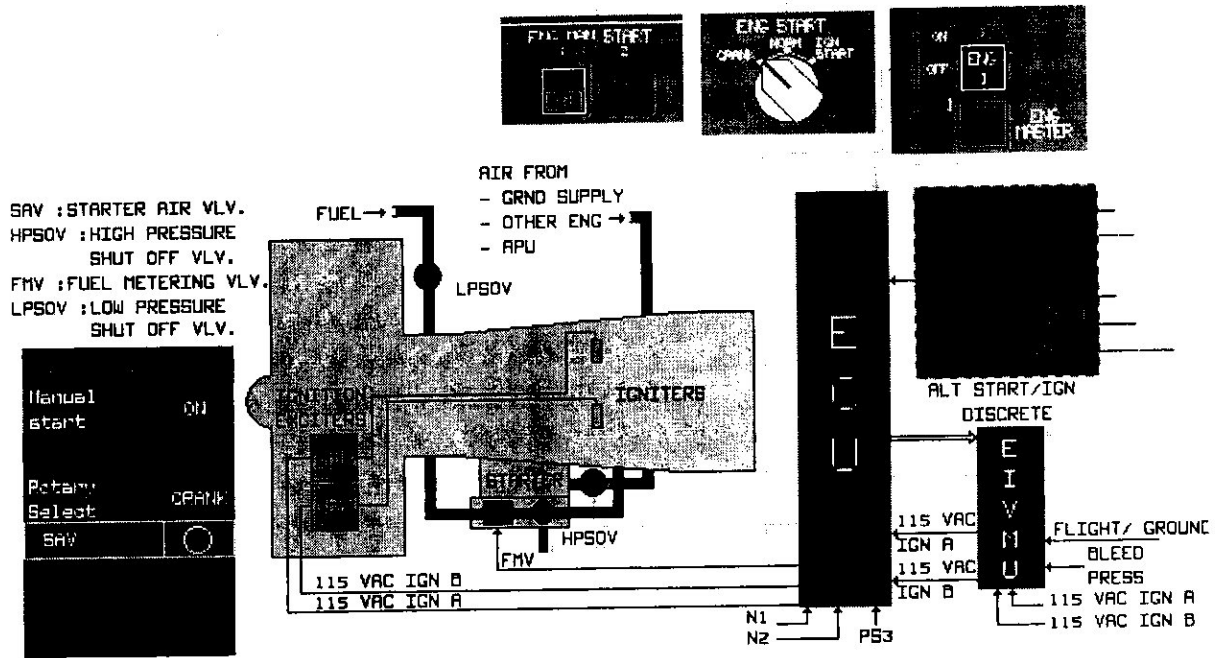 ENG MAN START
1 2
ENG START
CRANK NORM IGN
START
ON
OFF
ENG
1
1
ENG
MASTER
SAV :STARTER AIR VLV.
HPSOV :HIGH PRESSURE
SHUT OFF VLV.
FMV :FUEL METERING VLV.
LPSOV :LOW PRESSURE
SHUT OFF VLV.
FUEL
AIR FROM
- GRND SUPPLY
- OTHER ENG
- APU
LPSOV
Manual
start
ON
Rotary
Select
CRANK
SAV
IGNITION
EXCITERS
IGNITERS
STARTER
HPSOV
FMV
115 VAC IGN B
115 VAC IGN A
ECU
N1
N2
PS3
ALT START/IGN
DISCRETE
EIVMU
115 VAC
IGN A
115 VAC
IGN B
FLIGHT/ GROUND
BLEED
PRESS
115 VAC IGN A
115 VAC IGN B